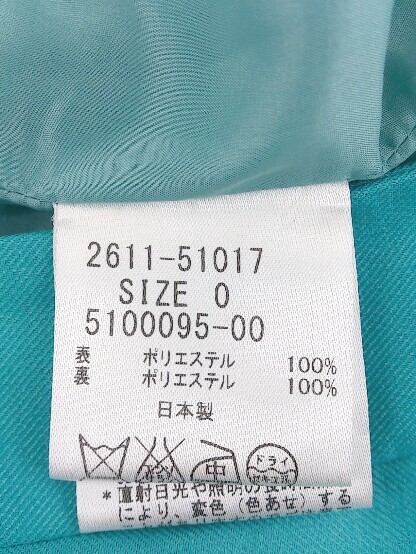 2611-51017
SIZE 0
5100095-00
表 ポリエステル 100%
裏 ポリエステル 100%
日本製
中 ドライ
*直射日光や照明の
により、変色(色あせ)する